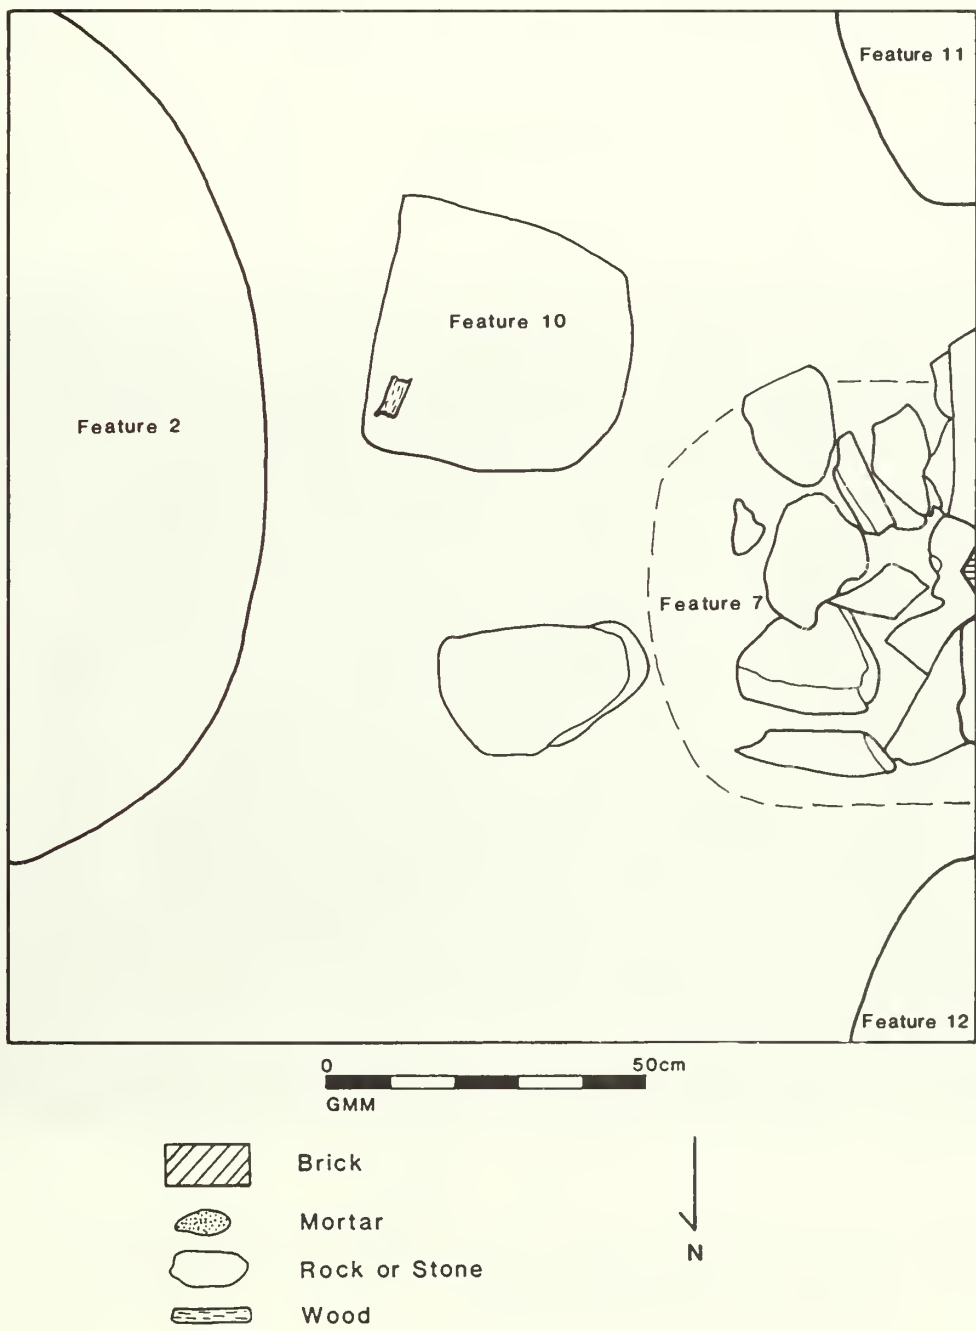 Feature 11
Feature 10
Feature 2
Feature 7
Feature 12
0 50cm
GMM
Brick
Mortar
Rock or Stone
Wood
N